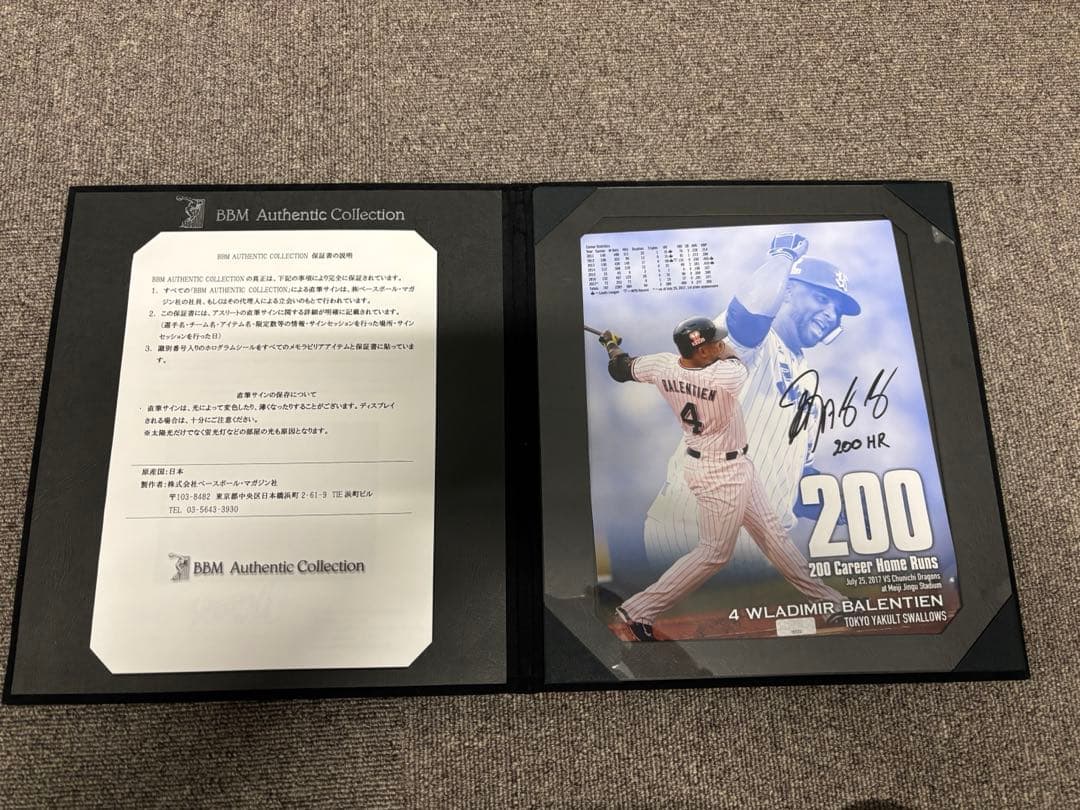 BBM Authentic Collection
BBM AUTHENTIC COLLECTION 保証書の説明
BBM AUTHENTIC COLLECTION の真正は、下記の事項により完全に保証されています。
1. すべての「BBM AUTHENTIC COLLECTION」による直筆サインは、㈱ベースボール・マガ
ジン社の社員、もしくはその代理人による立会いのもとで行われています。
2. この保証書には、アスリートの直筆サインに関する詳細が明確に記載されています。
(選手名・チーム名・アイテム名・限定数等の情報・サインセッションを行った場所・サイン
セッションを行った日)
3. 識別番号入りのホログラムシールをすべてのメモラビリアアイテムと保証書に貼っていま
す。
直筆サインの保存について
・ 直筆サインは、光によって変色したり、薄くなったりすることがございます。ディスプレイ
される場合は、十分にご注意ください。
※太陽光だけでなく蛍光灯などの部屋の光も原因となります。
原産国:日本
製作者:株式会社ベースボール・マガジン社
〒103-8482 東京都中央区日本橋浜町 2-61-9 TIE 浜町ビル
TEL 03-5643-3930
BBM Authentic Collection
Career Statistics
BALENTIEN
4
200 HR
200
200 Career Home Runs
July 25, 2017 VS Chunichi Dragons
at Meiji Jingu Stadium
4 WLADIMIR BALENTIEN
TOKYO YAKULT SWALLOWS